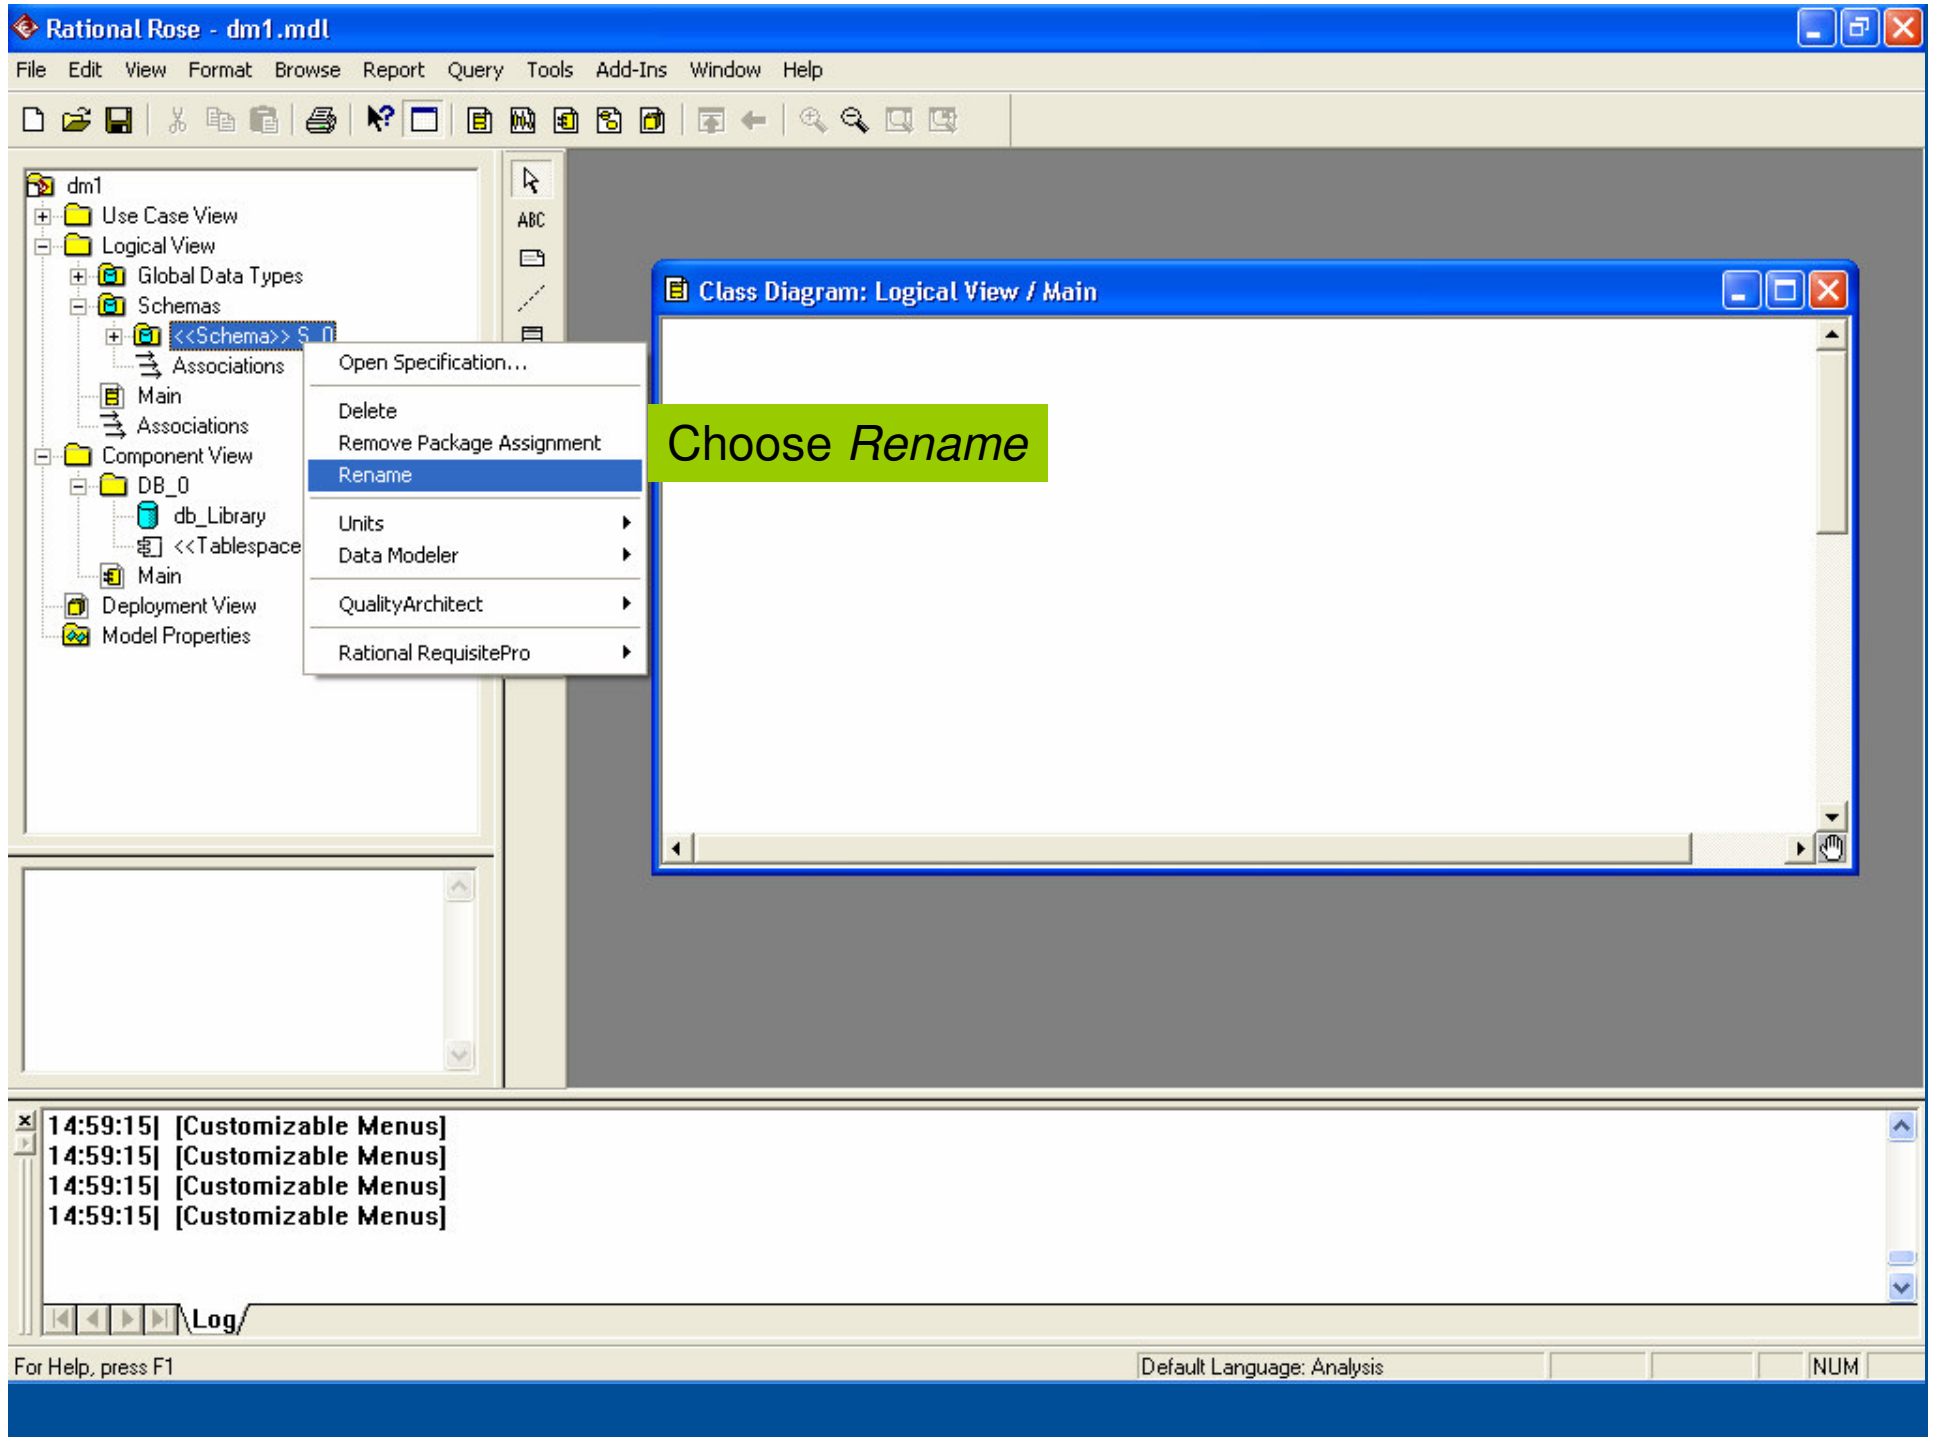 Rational Rose - dm1.mdl
File Edit View Format Browse Report Query Tools Add-Ins Window Help
dm1
Use Case View
Logical View
Global Data Types
Schemas
<<Schema>> S_0
Associations
Main
Associations
Component View
DB_0
db_Library
<<Tablespace
Main
Deployment View
Model Properties
ABC
Open Specification...
Delete
Remove Package Assignment
Rename
Units
Data Modeler
QualityArchitect
Rational RequisitePro
Class Diagram: Logical View / Main
Choose Rename
14:59:15| [Customizable Menus]
14:59:15| [Customizable Menus]
14:59:15| [Customizable Menus]
14:59:15| [Customizable Menus]
Log
For Help, press F1
Default Language: Analysis
NUM